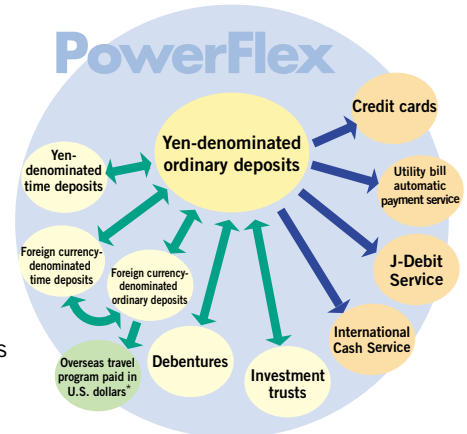 PowerFlex
Credit cards
Yen-denominated
ordinary deposits
Yen-
denominated
time deposits
Utility bill
automatic
payment service
Foreign currency-
denominated
time deposits
Foreign currency-
denominated
ordinary deposits
J-Debit
Service
International
Cash Service
s
Overseas travel
program paid in
U.S. dollars*
Debentures
Investment
trusts